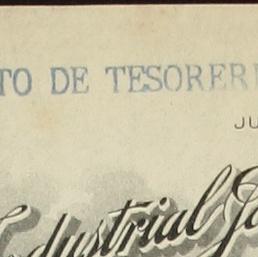 TO DE TESORER
JU
Industrial